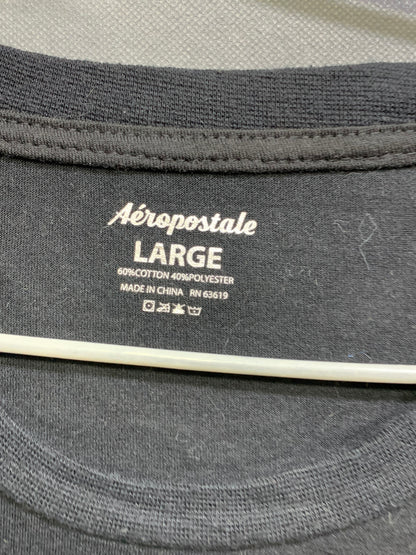 Aéropostale
LARGE
60%COTTON 40%POLYESTER
MADE IN CHINA RN 63619